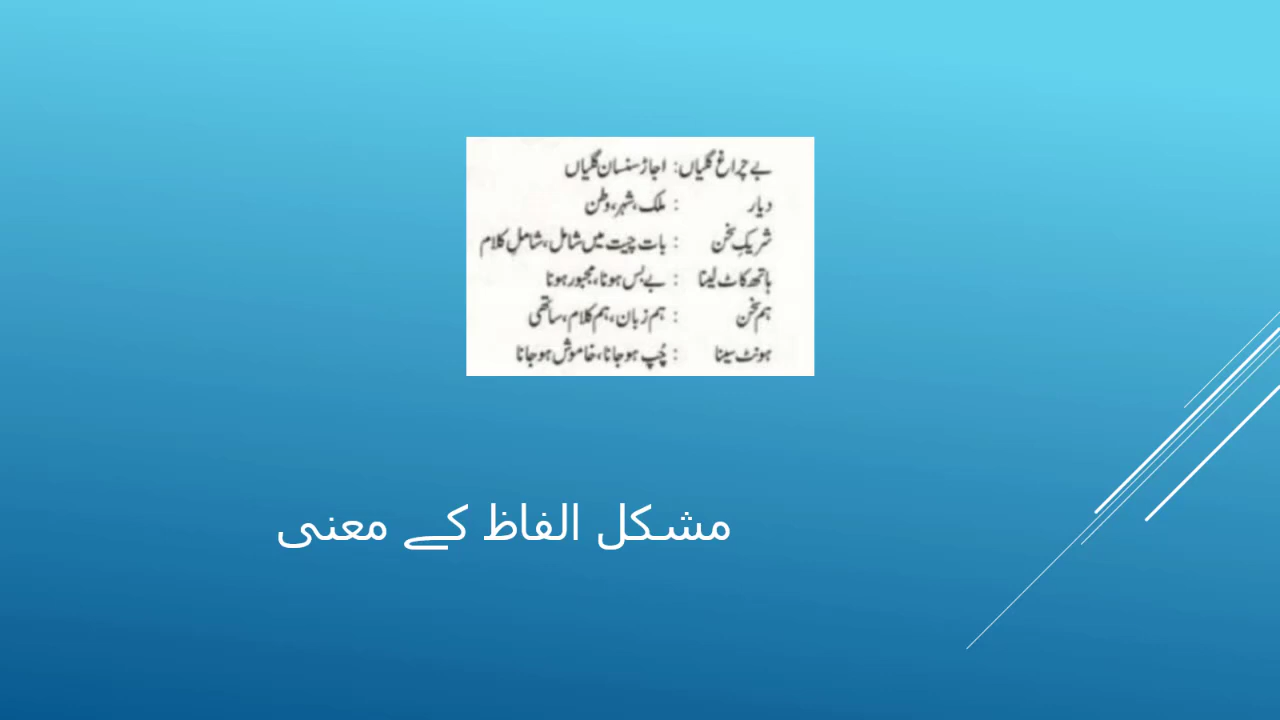 بے چراغ گلیاں: اجاڑ سنسان گلیاں
دیار : ملک، شہر، وطن
شریکِ سخن : بات چیت میں شامل، شاملِ کلام
ہاتھ کاٹ لینا : بے بس ہونا، مجبور ہونا
ہم سخن : ہم زبان، ہم کلام، ساتھی
ہونٹ سینا : چُپ ہو جانا، خاموش ہو جانا
مشکل الفاظ کے معنی